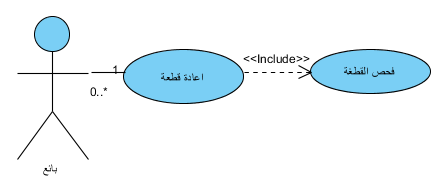 <<Include>>
1
0..*
اعادة قطعة
فحص القطعة
بائع